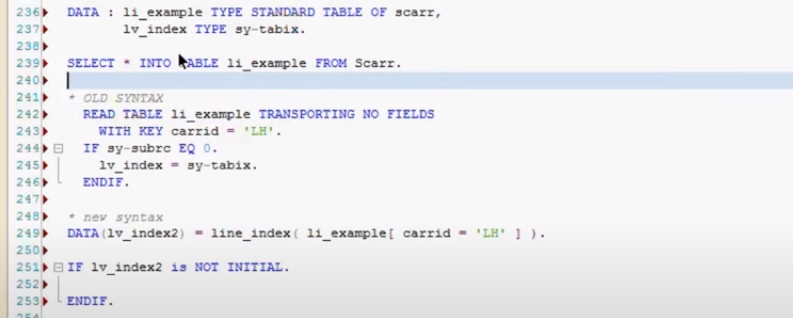 236 DATA : li_example TYPE STANDARD TABLE OF scarr,
237 lv_index TYPE sy-tabix.
238
239 SELECT * INTO TABLE li_example FROM Scarr.
240
241 * OLD SYNTAX
242 READ TABLE li_example TRANSPORTING NO FIELDS
243 WITH KEY carrid = 'LH'.
244 IF sy-subrc EQ 0.
245 lv_index = sy-tabix.
246 ENDIF.
247
248 * new syntax
249 DATA(lv_index2) = line_index( li_example[ carrid = 'LH' ] ).
250
251 IF lv_index2 is NOT INITIAL.
252
253 ENDIF.